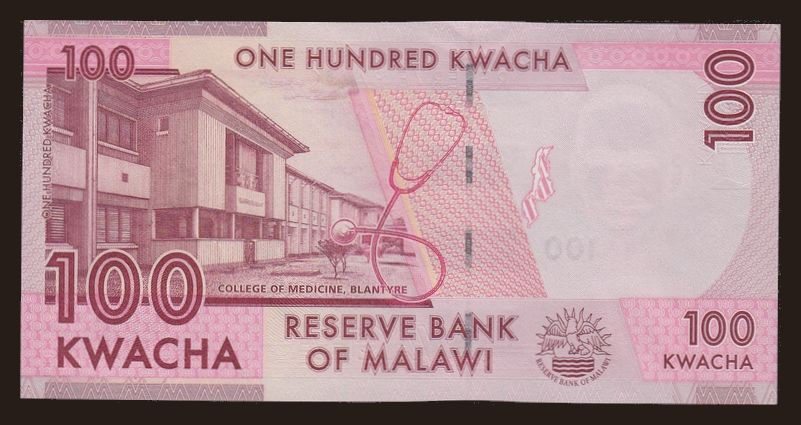 100
ONE HUNDRED KWACHA
100
ONE HUNDRED KWACHA
100
COLLEGE OF MEDICINE, BLANTYRE
100
KWACHA
RESERVE BANK
OF MALAWI
RESERVE BANK OF MALAWI
100
KWACHA